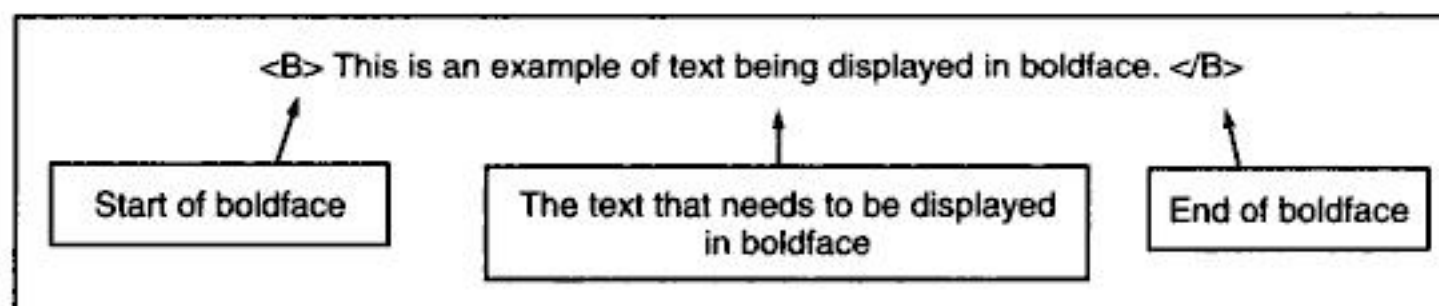 <B> This is an example of text being displayed in boldface. </B>
Start of boldface
The text that needs to be displayed
in boldface
End of boldface